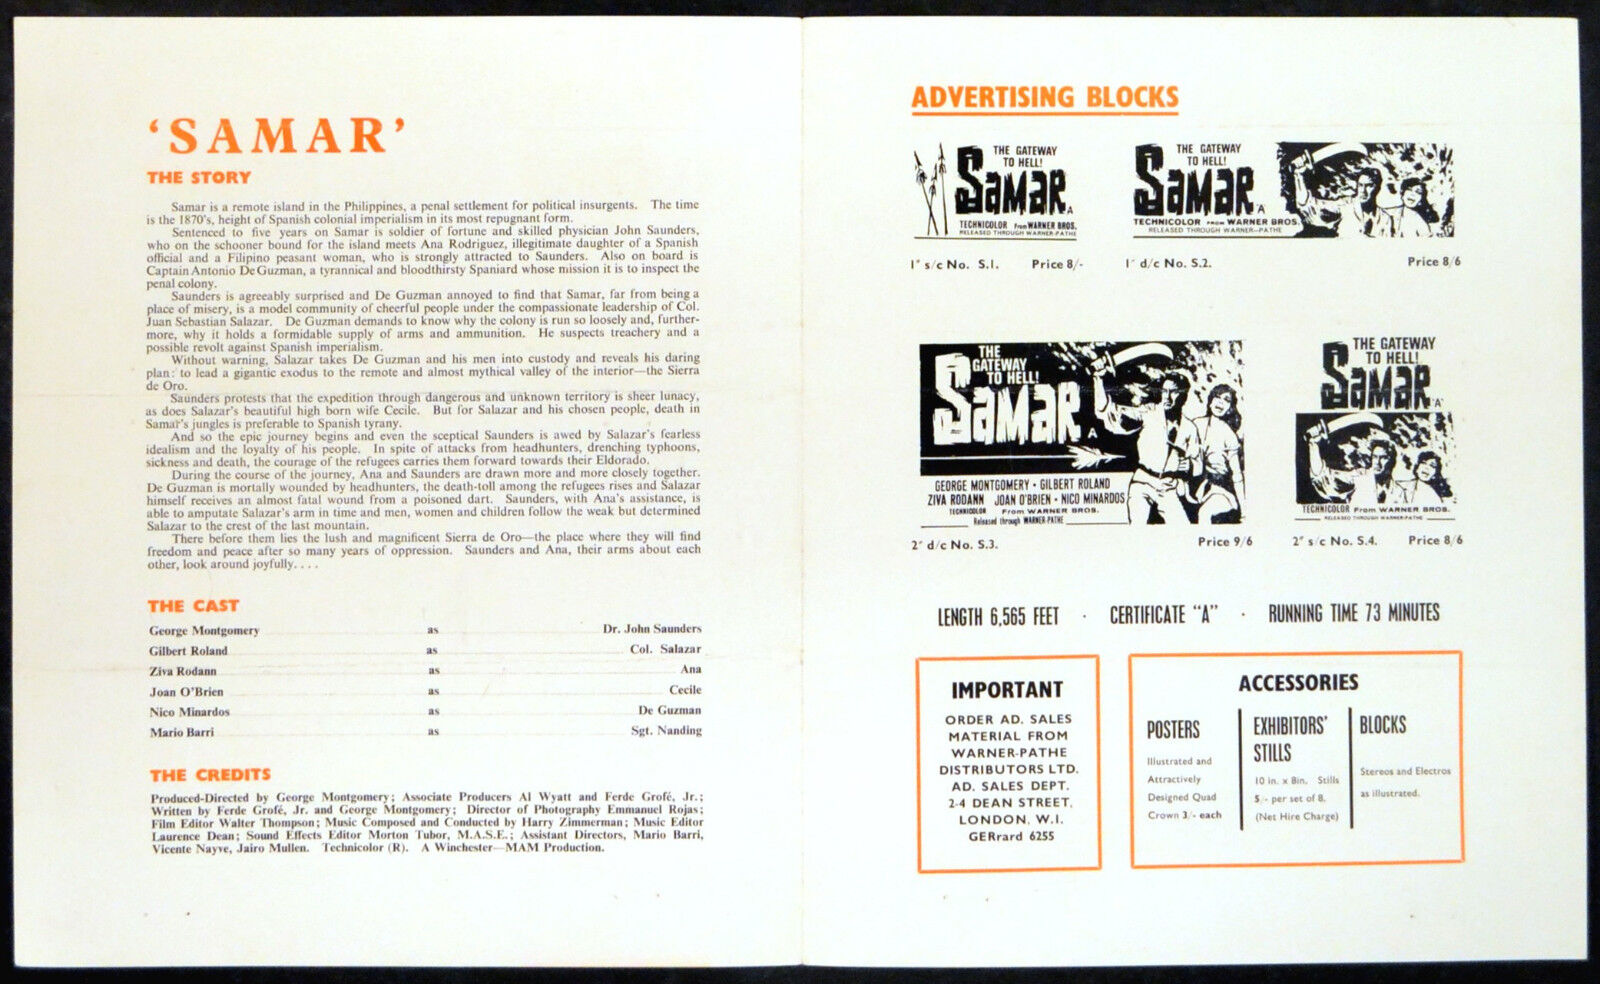 ‘SAMAR’
THE STORY
Samar is a remote island in the Philippines, a penal settlement for political insurgents. The time
is the 1870's, height of Spanish colonial imperialism in its most repugnant form.
Sentenced to five years on Samar is soldier of fortune and skilled physician John Saunders,
who on the schooner bound for the island meets Ana Rodriguez, illegitimate daughter of a Spanish
official and a Filipino peasant woman, who is strongly attracted to Saunders. Also on board is
Captain Antonio De Guzman, a tyrannical and bloodthirsty Spaniard whose mission it is to inspect the
penal colony.
Saunders is agreeably surprised and De Guzman annoyed to find that Samar, far from being a
place of misery, is a model community of cheerful people under the compassionate leadership of Col.
Juan Sebastian Salazar. De Guzman demands to know why the colony is run so loosely and, further-
more, why it holds a formidable supply of arms and ammunition. He suspects treachery and a
possible revolt against Spanish imperialism.
Without warning, Salazar takes De Guzman and his men into custody and reveals his daring
plan: to lead a gigantic exodus to the remote and almost mythical valley of the interior—the Sierra
de Oro.
Saunders protests that the expedition through dangerous and unknown territory is sheer lunacy,
as does Salazar's beautiful high born wife Cecile. But for Salazar and his chosen people, death in
Samar's jungles is preferable to Spanish tyrany.
And so the epic journey begins and even the sceptical Saunders is awed by Salazar's fearless
idealism and the loyalty of his people. In spite of attacks from headhunters, drenching typhoons,
sickness and death, the courage of the refugees carries them forward towards their Eldorado.
During the course of the journey, Ana and Saunders are drawn more and more closely together.
De Guzman is mortally wounded by headhunters, the death-toll among the refugees rises and Salazar
himself receives an almost fatal wound from a poisoned dart. Saunders, with Ana's assistance, is
able to amputate Salazar's arm in time and men, women and children follow the weak but determined
Salazar to the crest of the last mountain.
There before them lies the lush and magnificent Sierra de Oro—the place where they will find
freedom and peace after so many years of oppression. Saunders and Ana, their arms about each
other, look around joyfully. . . .
THE CAST
George Montgomery as Dr. John Saunders
Gilbert Roland as Col. Salazar
Ziva Rodann as Ana
Joan O'Brien as Cecile
Nico Minardos as De Guzman
Mario Barri as Sgt. Nanding
THE CREDITS
Produced-Directed by George Montgomery; Associate Producers Al Wyatt and Ferde Grofé, Jr.;
Written by Ferde Grofé, Jr. and George Montgomery; Director of Photography Emmanuel Rojas;
Film Editor Walter Thompson; Music Composed and Conducted by Harry Zimmerman; Music Editor
Laurence Dean; Sound Effects Editor Morton Tubor, M.A.S.E.; Assistant Directors, Mario Barri,
Vicente Nayve, Jairo Mullen. Technicolor (R). A Winchester—MAM Production.
ADVERTISING BLOCKS
THE GATEWAY
TO HELL!
SAMAR A
TECHNICOLOR From WARNER BROS.
RELEASED THROUGH WARNER-PATHE
1" s/c No. S.1. Price 8/-
THE GATEWAY
TO HELL!
SAMAR 'A'
TECHNICOLOR FROM WARNER BROS.
RELEASED THROUGH WARNER-PATHE
1" d/c No. S.2. Price 8/6
THE
GATEWAY
TO HELL!
SAMAR A
GEORGE MONTGOMERY · GILBERT ROLAND
ZIVA RODANN JOAN O'BRIEN · NICO MINARDOS
TECHNICOLOR From WARNER BROS.
Released through WARNER-PATHE
2" d/c No. S.3. Price 9/6
THE GATEWAY
TO HELL!
SAMAR 'A'
TECHNICOLOR From WARNER BROS.
RELEASED THROUGH WARNER-PATHE
2" s/c No. S.4. Price 8/6
LENGTH 6,565 FEET · CERTIFICATE "A" · RUNNING TIME 73 MINUTES
IMPORTANT
ORDER AD. SALES
MATERIAL FROM
WARNER-PATHE
DISTRIBUTORS LTD.
AD. SALES DEPT.
2-4 DEAN STREET,
LONDON, W.I.
GERrard 6255
ACCESSORIES
POSTERS
Illustrated and
Attractively
Designed Quad
Crown 3/- each
EXHIBITORS'
STILLS
10 in. x 8in. Stills
5/- per set of 8.
(Net Hire Charge)
BLOCKS
Stereos and Electros
as illustrated.